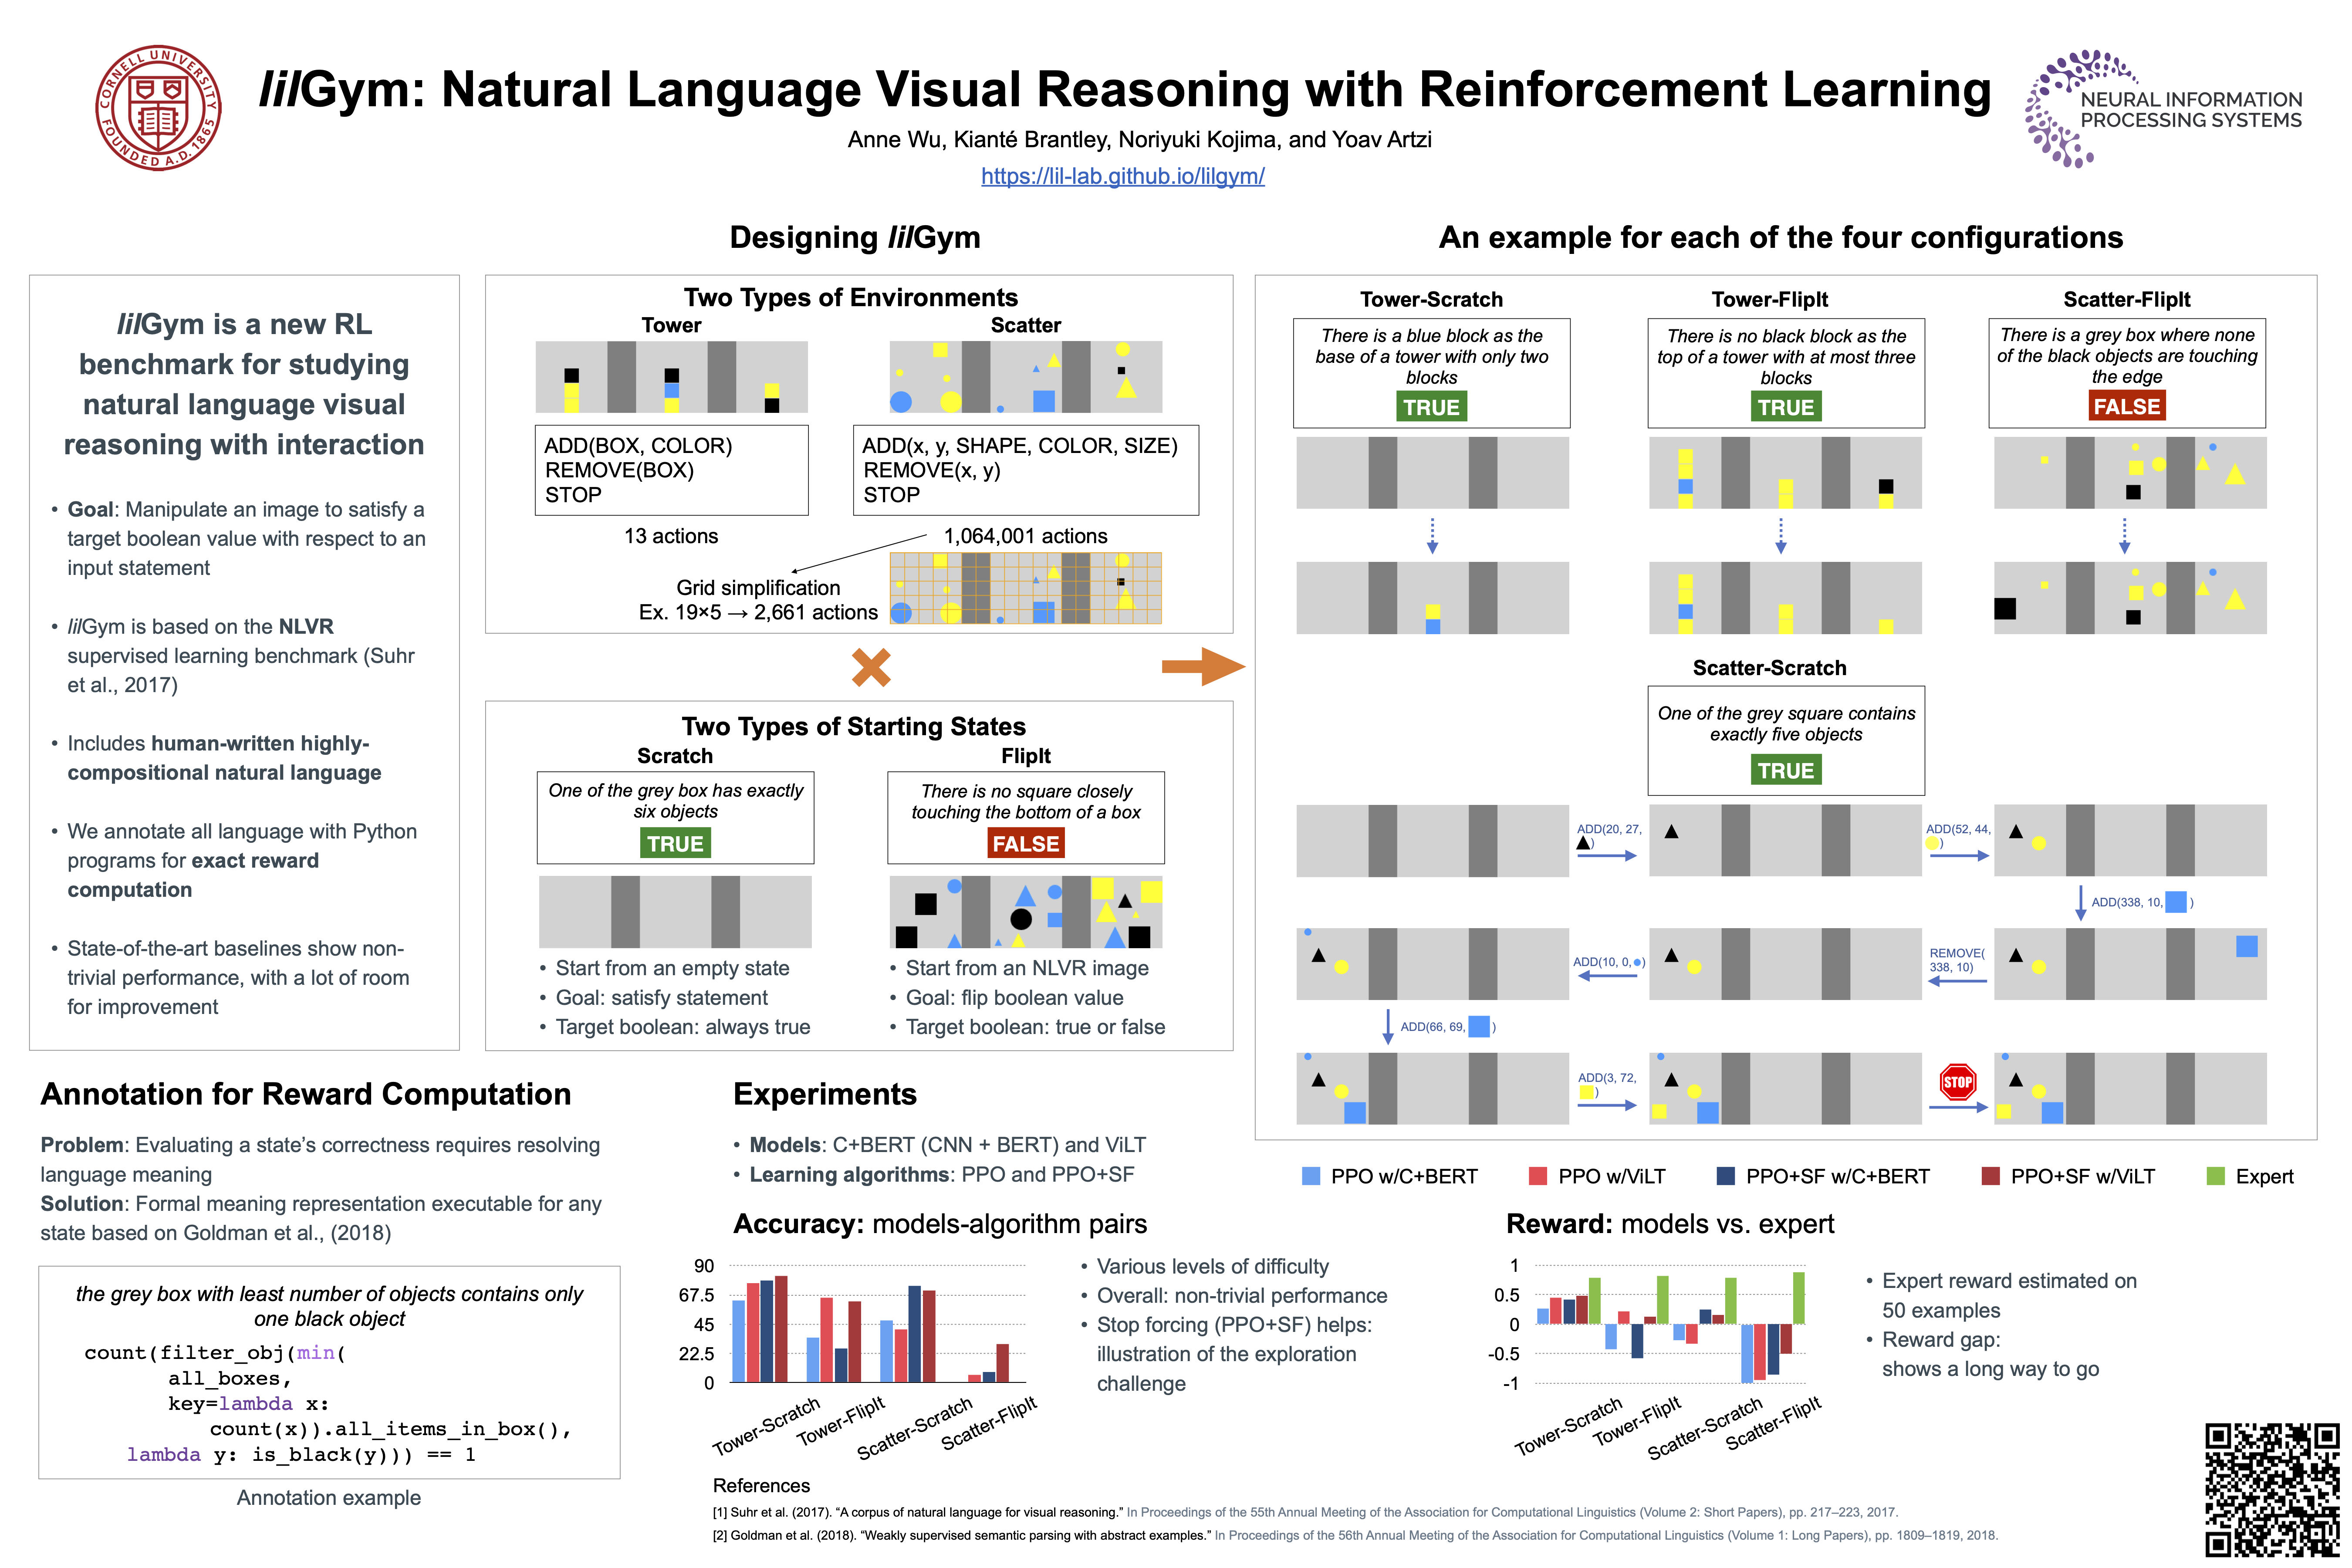 CORNELL UNIVERSITY
FOUNDED A.D. 1865
lilGym: Natural Language Visual Reasoning with Reinforcement Learning
Anne Wu, Kianté Brantley, Noriyuki Kojima, and Yoav Artzi
https://lil-lab.github.io/lilgym/
NEURAL INFORMATION
PROCESSING SYSTEMS
lilGym is a new RL
benchmark for studying
natural language visual
reasoning with interaction
• Goal: Manipulate an image to satisfy a
target boolean value with respect to an
input statement
• lilGym is based on the NLVR
supervised learning benchmark (Suhr
et al., 2017)
• Includes human-written highly-
compositional natural language
• We annotate all language with Python
programs for exact reward
computation
• State-of-the-art baselines show non-
trivial performance, with a lot of room
for improvement
Designing lilGym
Two Types of Environments
Tower
Scatter
ADD(BOX, COLOR)
REMOVE(BOX)
STOP
ADD(x, y, SHAPE, COLOR, SIZE)
REMOVE(x, y)
STOP
13 actions
1,064,001 actions
Grid simplification
Ex. 19×5 → 2,661 actions
Two Types of Starting States
Scratch
FlipIt
One of the grey box has exactly
six objects
TRUE
There is no square closely
touching the bottom of a box
FALSE
• Start from an empty state
• Goal: satisfy statement
• Target boolean: always true
• Start from an NLVR image
• Goal: flip boolean value
• Target boolean: true or false
An example for each of the four configurations
Tower-Scratch
There is a blue block as the
base of a tower with only two
blocks
TRUE
Tower-FlipIt
There is no black block as the
top of a tower with at most three
blocks
TRUE
Scatter-FlipIt
There is a grey box where none
of the black objects are touching
the edge
FALSE
Scatter-Scratch
One of the grey square contains
exactly five objects
TRUE
ADD(20, 27,
)
ADD(52, 44,
)
ADD(338, 10, )
REMOVE(
338, 10)
ADD(10, 0, )
ADD(66, 69, )
ADD(3, 72,
)
STOP
Annotation for Reward Computation
Problem: Evaluating a state's correctness requires resolving
language meaning
Solution: Formal meaning representation executable for any
state based on Goldman et al., (2018)
the grey box with least number of objects contains only
one black object
count(filter_obj(min(
all_boxes,
key=lambda x:
count(x)).all_items_in_box(),
lambda y: is_black(y))) == 1
Annotation example
Experiments
• Models: C+BERT (CNN + BERT) and ViLT
• Learning algorithms: PPO and PPO+SF
PPO w/C+BERT
PPO w/ViLT
PPO+SF w/C+BERT
PPO+SF w/ViLT
Expert
Accuracy: models-algorithm pairs
90
67.5
45
22.5
0
Tower-Scratch
Tower-FlipIt
Scatter-Scratch
Scatter-FlipIt
• Various levels of difficulty
• Overall: non-trivial performance
• Stop forcing (PPO+SF) helps:
illustration of the exploration
challenge
Reward: models vs. expert
1
0.5
0
-0.5
-1
Tower-Scratch
Tower-FlipIt
Scatter-Scratch
Scatter-FlipIt
• Expert reward estimated on
50 examples
• Reward gap:
shows a long way to go
References
[1] Suhr et al. (2017). “A corpus of natural language for visual reasoning.” In Proceedings of the 55th Annual Meeting of the Association for Computational Linguistics (Volume 2: Short Papers), pp. 217–223, 2017.
[2] Goldman et al. (2018). “Weakly supervised semantic parsing with abstract examples.” In Proceedings of the 56th Annual Meeting of the Association for Computational Linguistics (Volume 1: Long Papers), pp. 1809–1819, 2018.